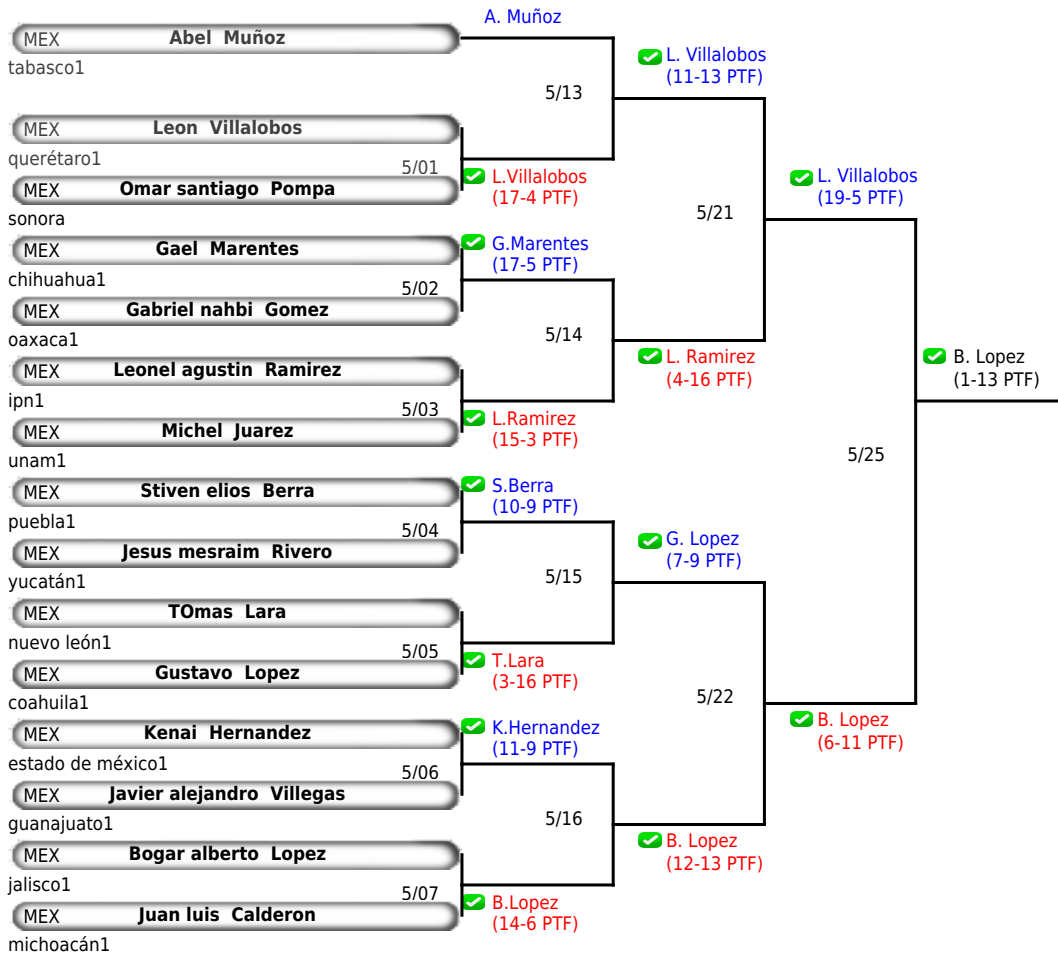 A. Muñoz
MEX Abel Muñoz
tabasco1
L. Villalobos
(11-13 PTF)
5/13
MEX Leon Villalobos
querétaro1
5/01
L.Villalobos
(17-4 PTF)
MEX Omar santiago Pompa
sonora
L. Villalobos
(19-5 PTF)
5/21
MEX Gael Marentes
chihuahua1
G.Marentes
(17-5 PTF)
5/02
MEX Gabriel nahbi Gomez
oaxaca1
5/14
MEX Leonel agustin Ramirez
ipn1
L. Ramirez
(4-16 PTF)
B. Lopez
(1-13 PTF)
5/03
L.Ramirez
(15-3 PTF)
MEX Michel Juarez
unam1
5/25
MEX Stiven elios Berra
puebla1
S.Berra
(10-9 PTF)
5/04
MEX Jesus mesraim Rivero
yucatán1
G. Lopez
(7-9 PTF)
5/15
MEX TOmas Lara
nuevo león1
5/05
T.Lara
(3-16 PTF)
MEX Gustavo Lopez
coahuila1
5/22
MEX Kenai Hernandez
estado de méxico1
K.Hernandez
(11-9 PTF)
B. Lopez
(6-11 PTF)
5/06
MEX Javier alejandro Villegas
guanajuato1
5/16
MEX Bogar alberto Lopez
jalisco1
B. Lopez
(12-13 PTF)
5/07
B.Lopez
(14-6 PTF)
MEX Juan luis Calderon
michoacán1